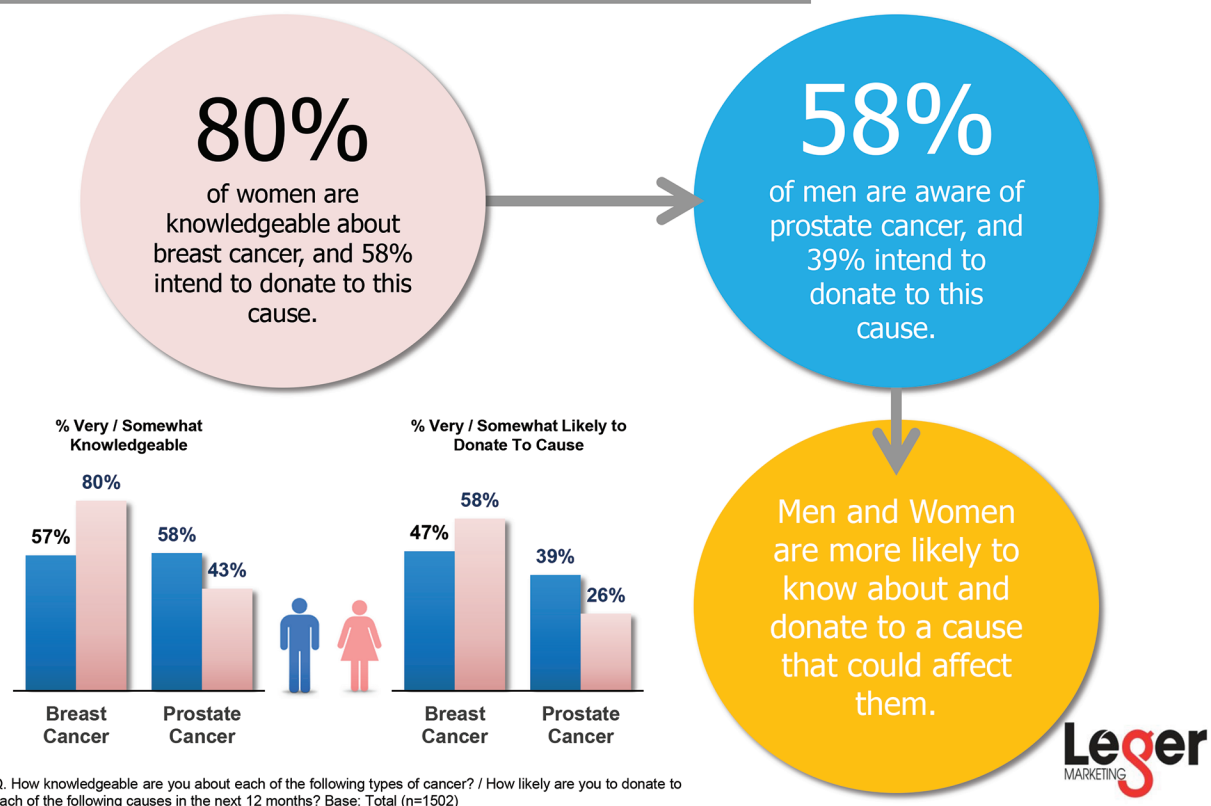 80%
of women are
knowledgeable about
breast cancer, and 58%
intend to donate to this
cause.
58%
of men are aware of
prostate cancer, and
39% intend to
donate to this
cause.
% Very / Somewhat
Knowledgeable
80%
57%
58%
43%
Breast
Cancer
Prostate
Cancer
% Very / Somewhat Likely to
Donate To Cause
58%
47%
39%
26%
Breast
Cancer
Prostate
Cancer
Men and Women
are more likely to
know about and
donate to a cause
that could affect
them.
Leger
MARKETING
. How knowledgeable are you about each of the following types of cancer? / How likely are you to donate to
of the following causes in the next 12 months? Base: Total (n=1502)